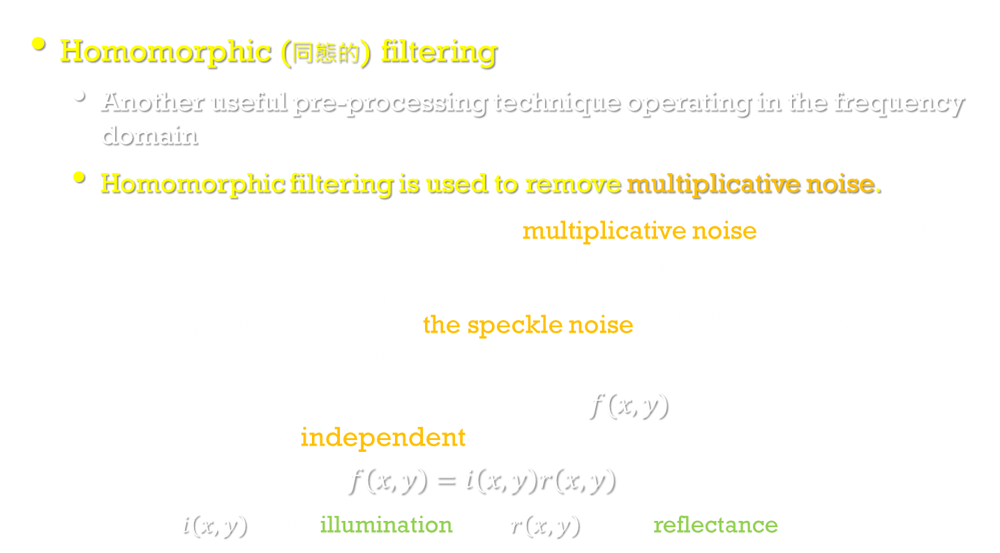 • Homomorphic (同態的) filtering
• Another useful pre-processing technique operating in the frequency
domain
• Homomorphic filtering is used to remove multiplicative noise.
multiplicative noise
the speckle noise
f(x, y)
independent
f(x, y) = i(x, y)r(x, y)
i(x, y) illumination r(x, y) reflectance